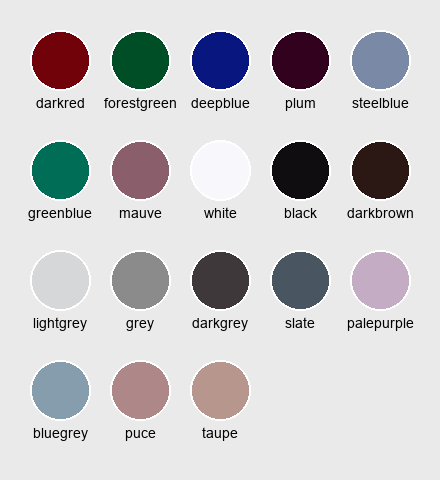 darkred forestgreen deepblue plum steelblue
greenblue mauve white black darkbrown
lightgrey grey darkgrey slate palepurple
bluegrey puce taupe